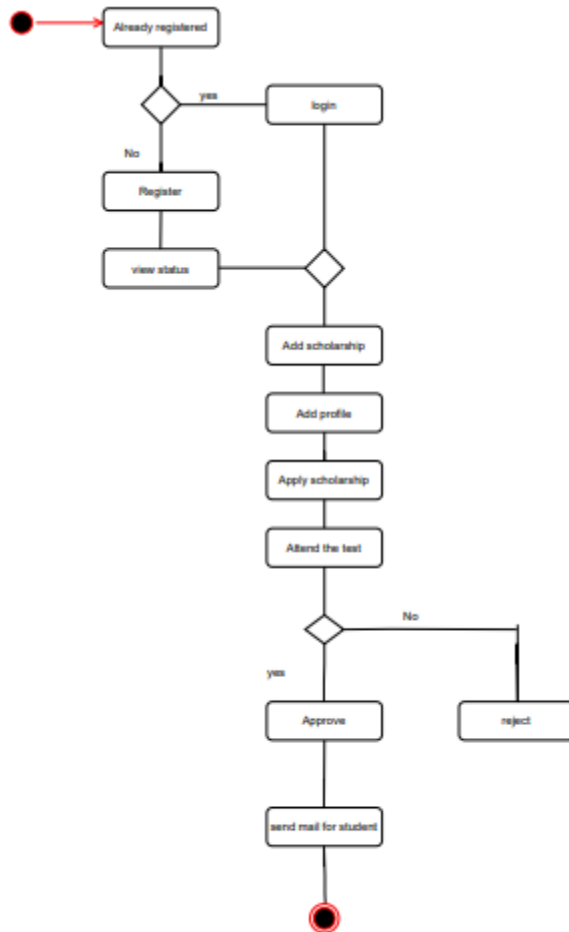 Already registered
yes
login
No
Register
view status
Add scholarship
Add profile
Apply scholarship
Attend the test
No
yes
Approve
reject
send mail for student